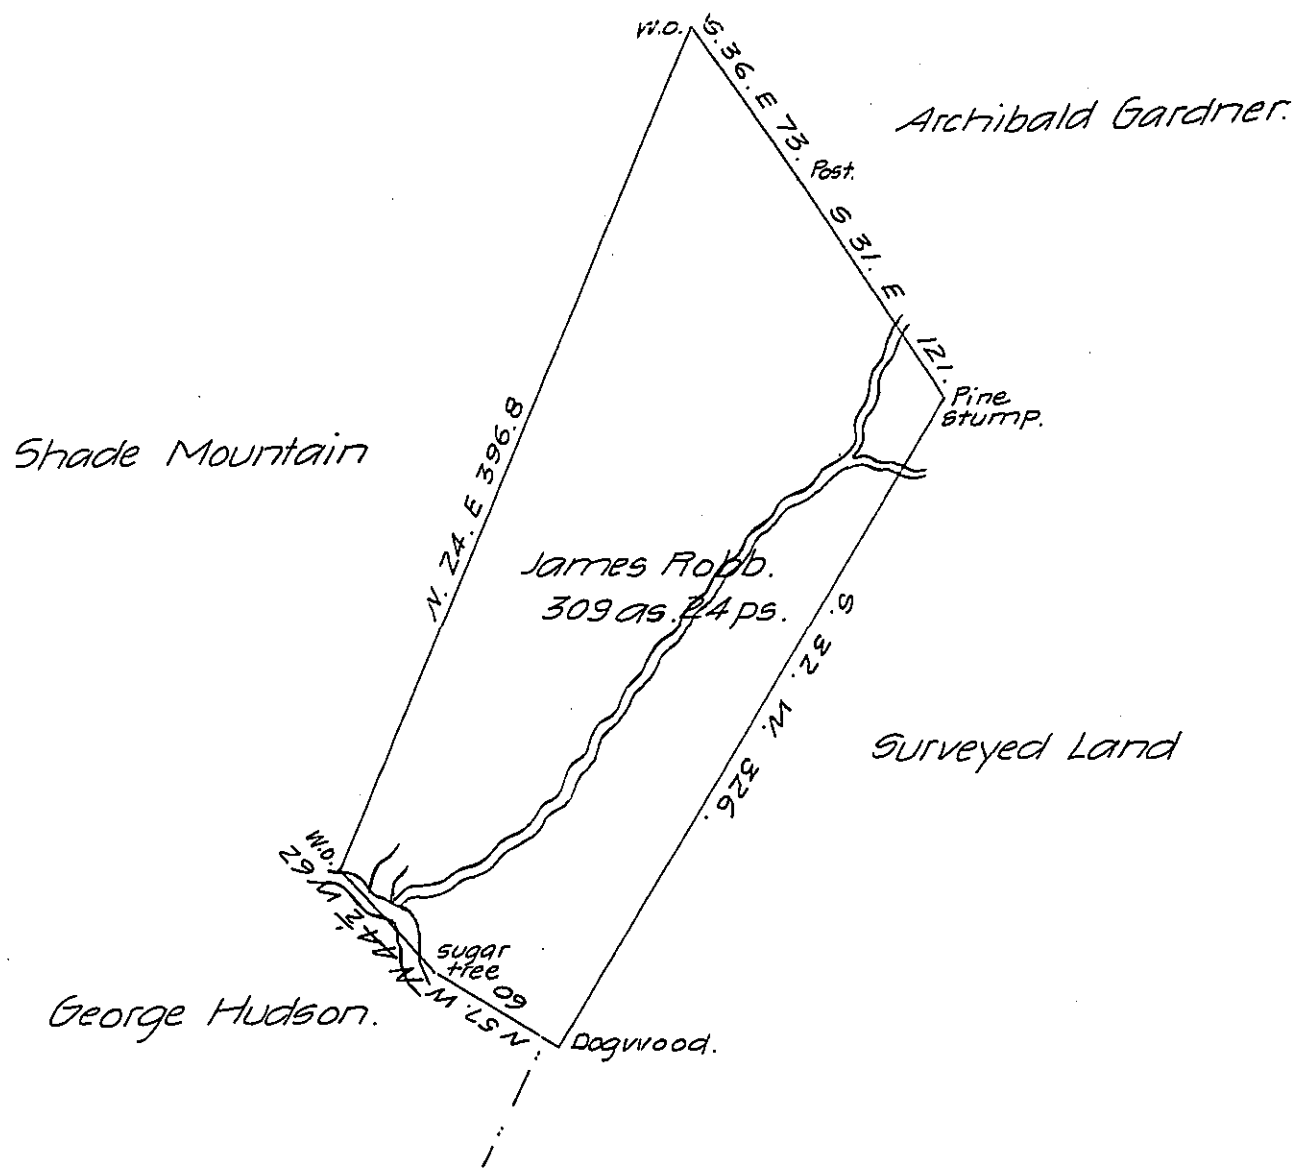 W.O.
S. 36. E 73.
Archibald Gardner.
Post.
S 31. E 121.
Pine
stump.
Shade Mountain
N. 24. E 396.8
James Robb.
309 as. 24 ps.
S. 32. W. 326.
Surveyed Land
W.O.
N 44½ W 62
sugar
tree
N 57. W 60
George Hudson.
Dogwood.